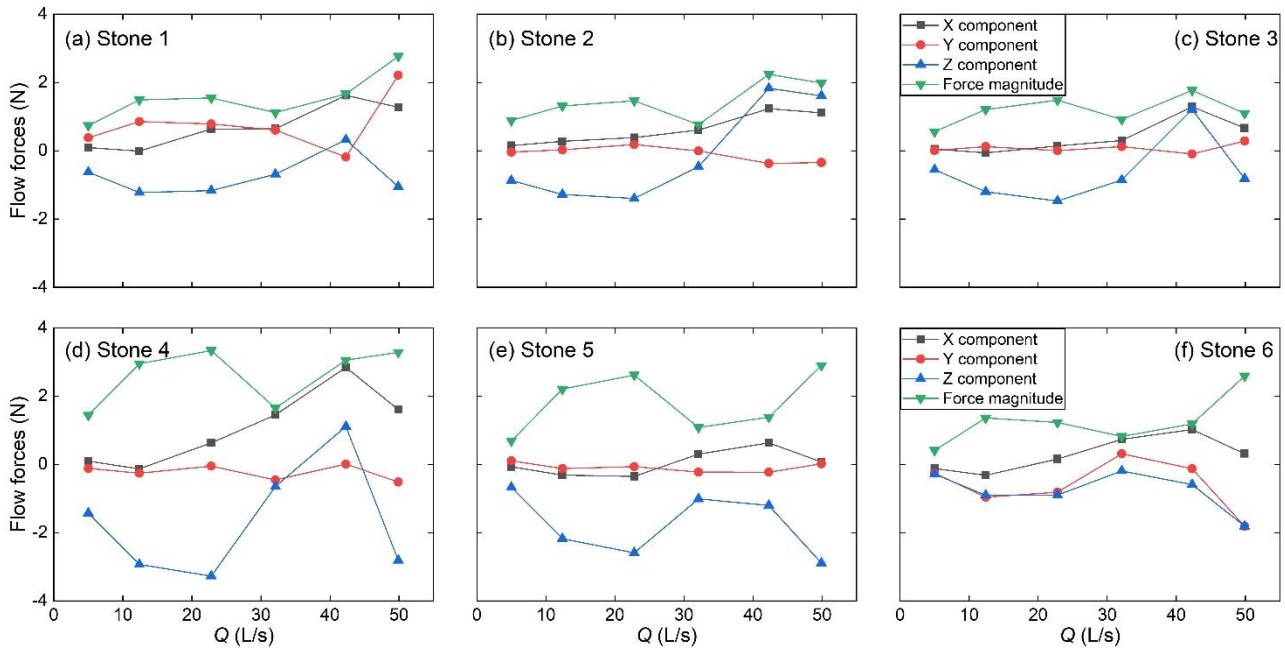 (a) Stone 1
(b) Stone 2
(c) Stone 3
X component
Y component
Z component
Force magnitude
Flow forces (N)
4
2
0
-2
-4
(d) Stone 4
(e) Stone 5
(f) Stone 6
X component
Y component
Z component
Force magnitude
Flow forces (N)
4
2
0
-2
-4
0 10 20 30 40 50
0 10 20 30 40 50
0 10 20 30 40 50
Q (L/s)
Q (L/s)
Q (L/s)